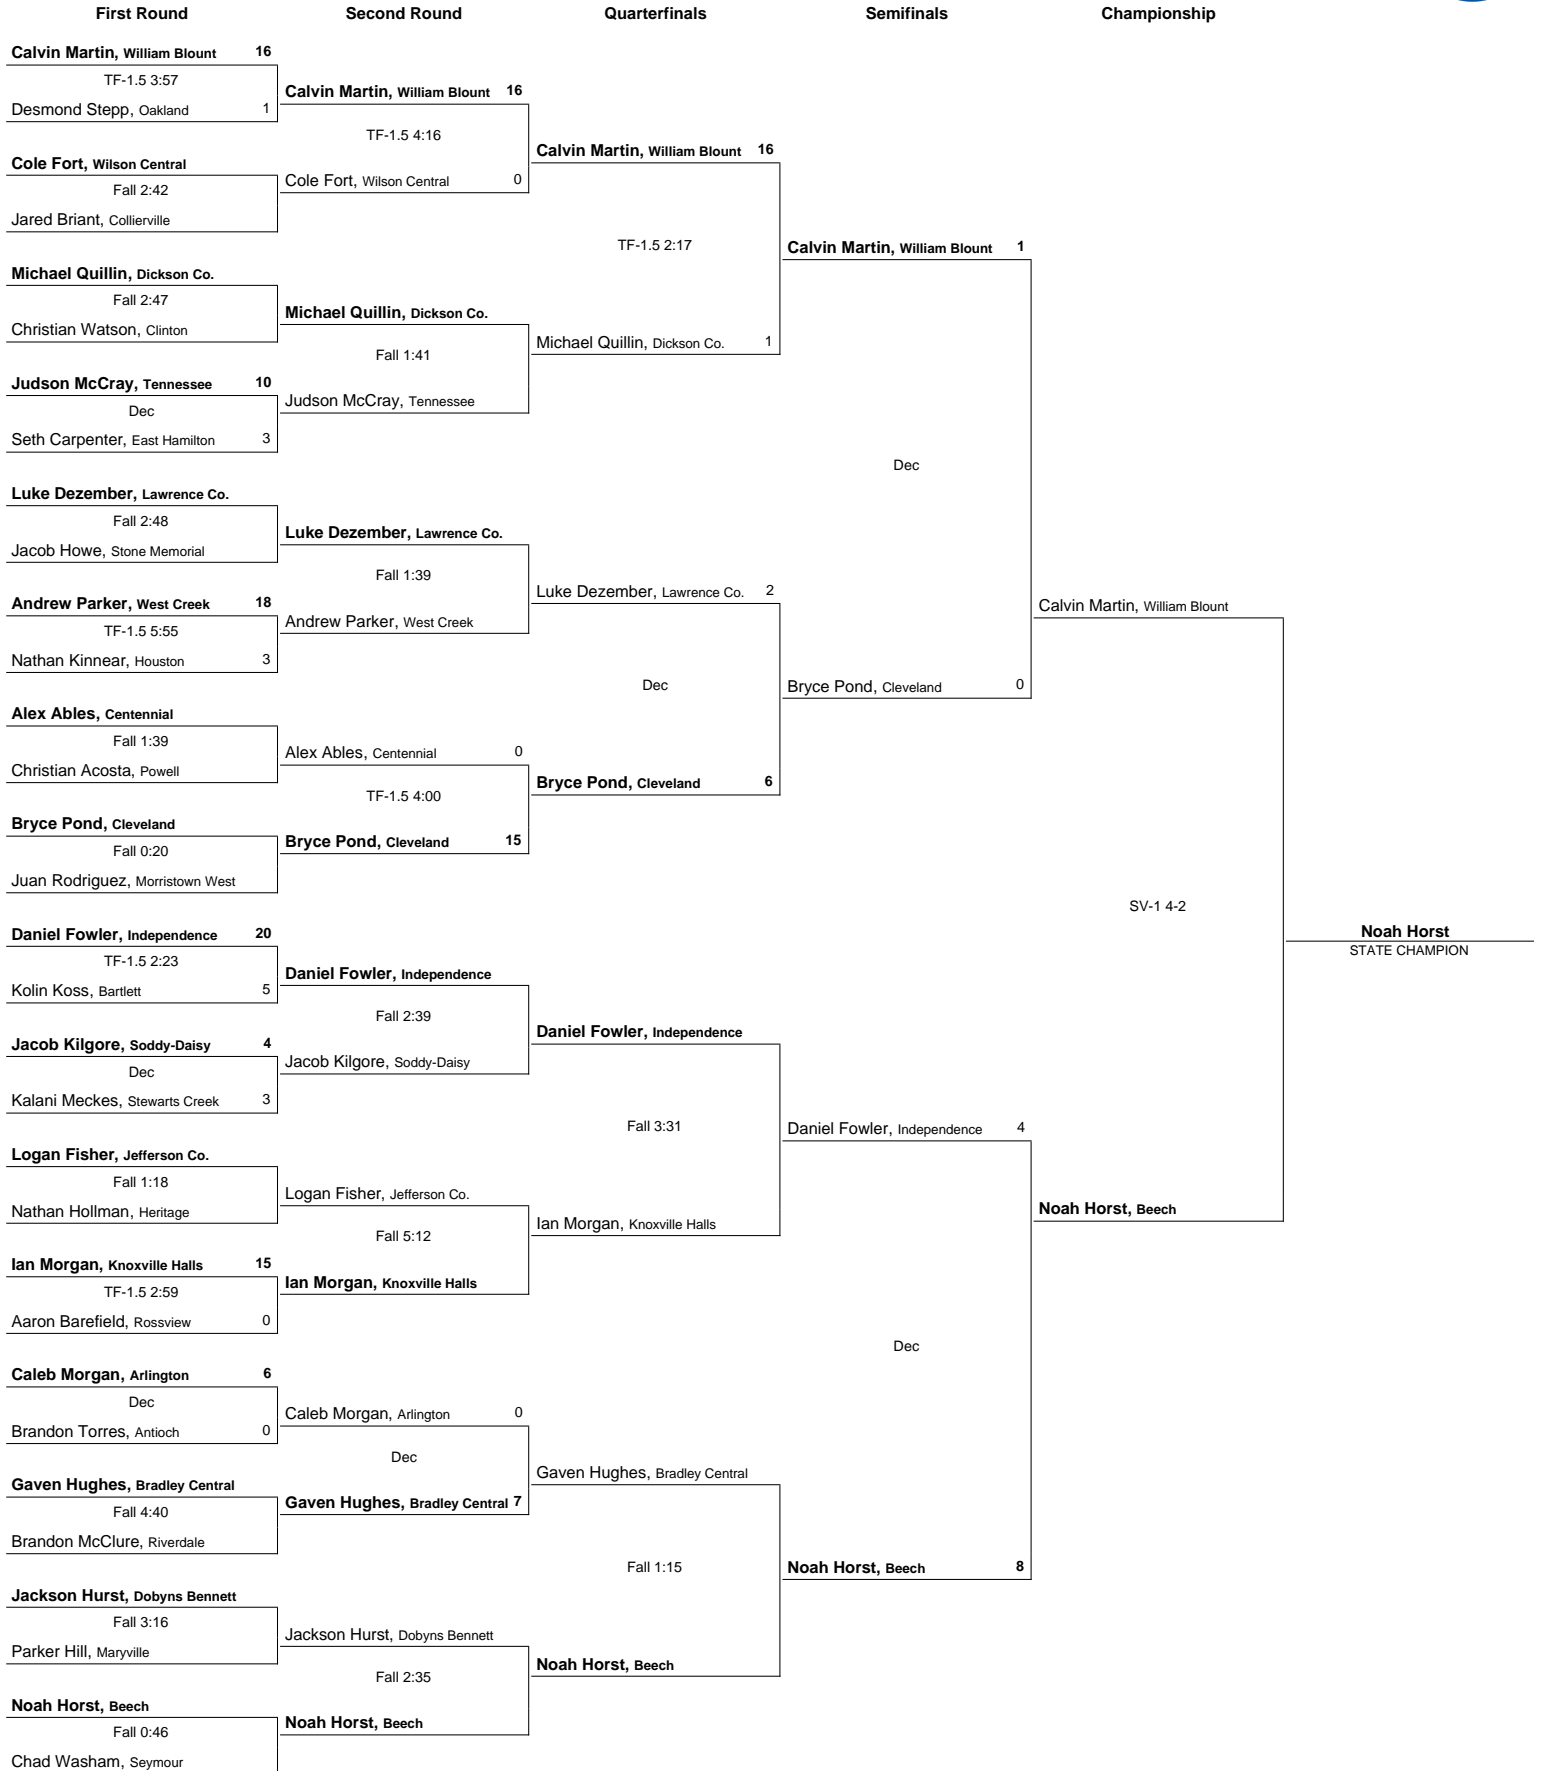 First Round Second Round Quarterfinals Semifinals Championship
Calvin Martin, William Blount 16
TF-1.5 3:57
Desmond Stepp, Oakland 1
Cole Fort, Wilson Central
Fall 2:42
Jared Briant, Collierville
Michael Quillin, Dickson Co.
Fall 2:47
Christian Watson, Clinton
Judson McCray, Tennessee 10
Dec
Seth Carpenter, East Hamilton 3
Luke Dezember, Lawrence Co.
Fall 2:48
Jacob Howe, Stone Memorial
Andrew Parker, West Creek 18
TF-1.5 5:55
Nathan Kinnear, Houston 3
Alex Ables, Centennial
Fall 1:39
Christian Acosta, Powell
Bryce Pond, Cleveland
Fall 0:20
Juan Rodriguez, Morristown West
Daniel Fowler, Independence 20
TF-1.5 2:23
Kolin Koss, Bartlett 5
Jacob Kilgore, Soddy-Daisy 4
Dec
Kalani Meckes, Stewarts Creek 3
Logan Fisher, Jefferson Co.
Fall 1:18
Nathan Hollman, Heritage
Ian Morgan, Knoxville Halls 15
TF-1.5 2:59
Aaron Barefield, Rossview 0
Caleb Morgan, Arlington 6
Dec
Brandon Torres, Antioch 0
Gaven Hughes, Bradley Central
Fall 4:40
Brandon McClure, Riverdale
Jackson Hurst, Dobyns Bennett
Fall 3:16
Parker Hill, Maryville
Noah Horst, Beech
Fall 0:46
Chad Washam, Seymour
Calvin Martin, William Blount 16
TF-1.5 4:16
Cole Fort, Wilson Central 0
Michael Quillin, Dickson Co.
Fall 1:41
Judson McCray, Tennessee
Luke Dezember, Lawrence Co.
Fall 1:39
Andrew Parker, West Creek
Alex Ables, Centennial 0
TF-1.5 4:00
Bryce Pond, Cleveland 15
Daniel Fowler, Independence
Fall 2:39
Jacob Kilgore, Soddy-Daisy
Logan Fisher, Jefferson Co.
Fall 5:12
Ian Morgan, Knoxville Halls
Caleb Morgan, Arlington 0
Dec
Gaven Hughes, Bradley Central 7
Jackson Hurst, Dobyns Bennett
Fall 2:35
Noah Horst, Beech
Calvin Martin, William Blount 16
TF-1.5 2:17
Michael Quillin, Dickson Co. 1
Luke Dezember, Lawrence Co. 2
Dec
Bryce Pond, Cleveland 6
Daniel Fowler, Independence
Fall 3:31
Ian Morgan, Knoxville Halls
Gaven Hughes, Bradley Central
Fall 1:15
Noah Horst, Beech
Calvin Martin, William Blount 1
Dec
Bryce Pond, Cleveland 0
Daniel Fowler, Independence 4
Dec
Noah Horst, Beech 8
Calvin Martin, William Blount
SV-1 4-2
Noah Horst, Beech
Noah Horst
STATE CHAMPION